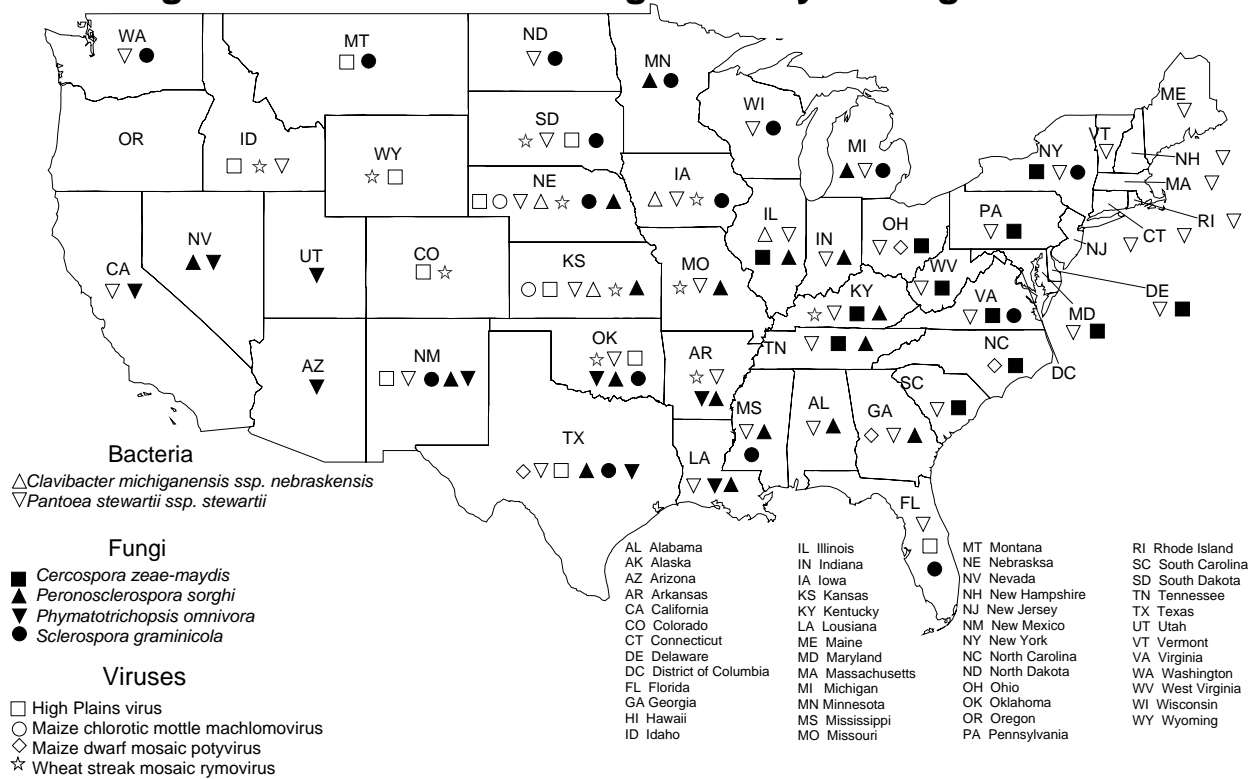 WA
MT
ND
MN
OR
ID
WY
SD
WI
MI
NY
VT
ME
NH
MA
RI
CT
NJ
PA
NE
IA
IL
IN
OH
WV
VA
DE
MD
DC
NV
UT
CO
KS
MO
KY
CA
AZ
NM
OK
AR
TN
NC
SC
TX
LA
MS
AL
GA
FL
Bacteria
Clavibacter michiganensis ssp. nebraskensis
Pantoea stewartii ssp. stewartii
Fungi
Cercospora zeae-maydis
Peronosclerospora sorghi
Phymatotrichopsis omnivora
Sclerospora graminicola
Viruses
High Plains virus
Maize chlorotic mottle machlomovirus
Maize dwarf mosaic potyvirus
Wheat streak mosaic rymovirus
AL Alabama
AK Alaska
AZ Arizona
AR Arkansas
CA California
CO Colorado
CT Connecticut
DE Delaware
DC District of Columbia
FL Florida
GA Georgia
HI Hawaii
ID Idaho
IL Illinois
IN Indiana
IA Iowa
KS Kansas
KY Kentucky
LA Lousiana
ME Maine
MD Maryland
MA Massachusetts
MI Michigan
MN Minnesota
MS Mississippi
MO Missouri
MT Montana
NE Nebrasksa
NV Nevada
NH New Hampshire
NJ New Jersey
NM New Mexico
NY New York
NC North Carolina
ND North Dakota
OH Ohio
OK Oklahoma
OR Oregon
PA Pennsylvania
RI Rhode Island
SC South Carolina
SD South Dakota
TN Tennessee
TX Texas
UT Utah
VT Vermont
VA Virginia
WA Washington
WV West Virginia
WI Wisconsin
WY Wyoming